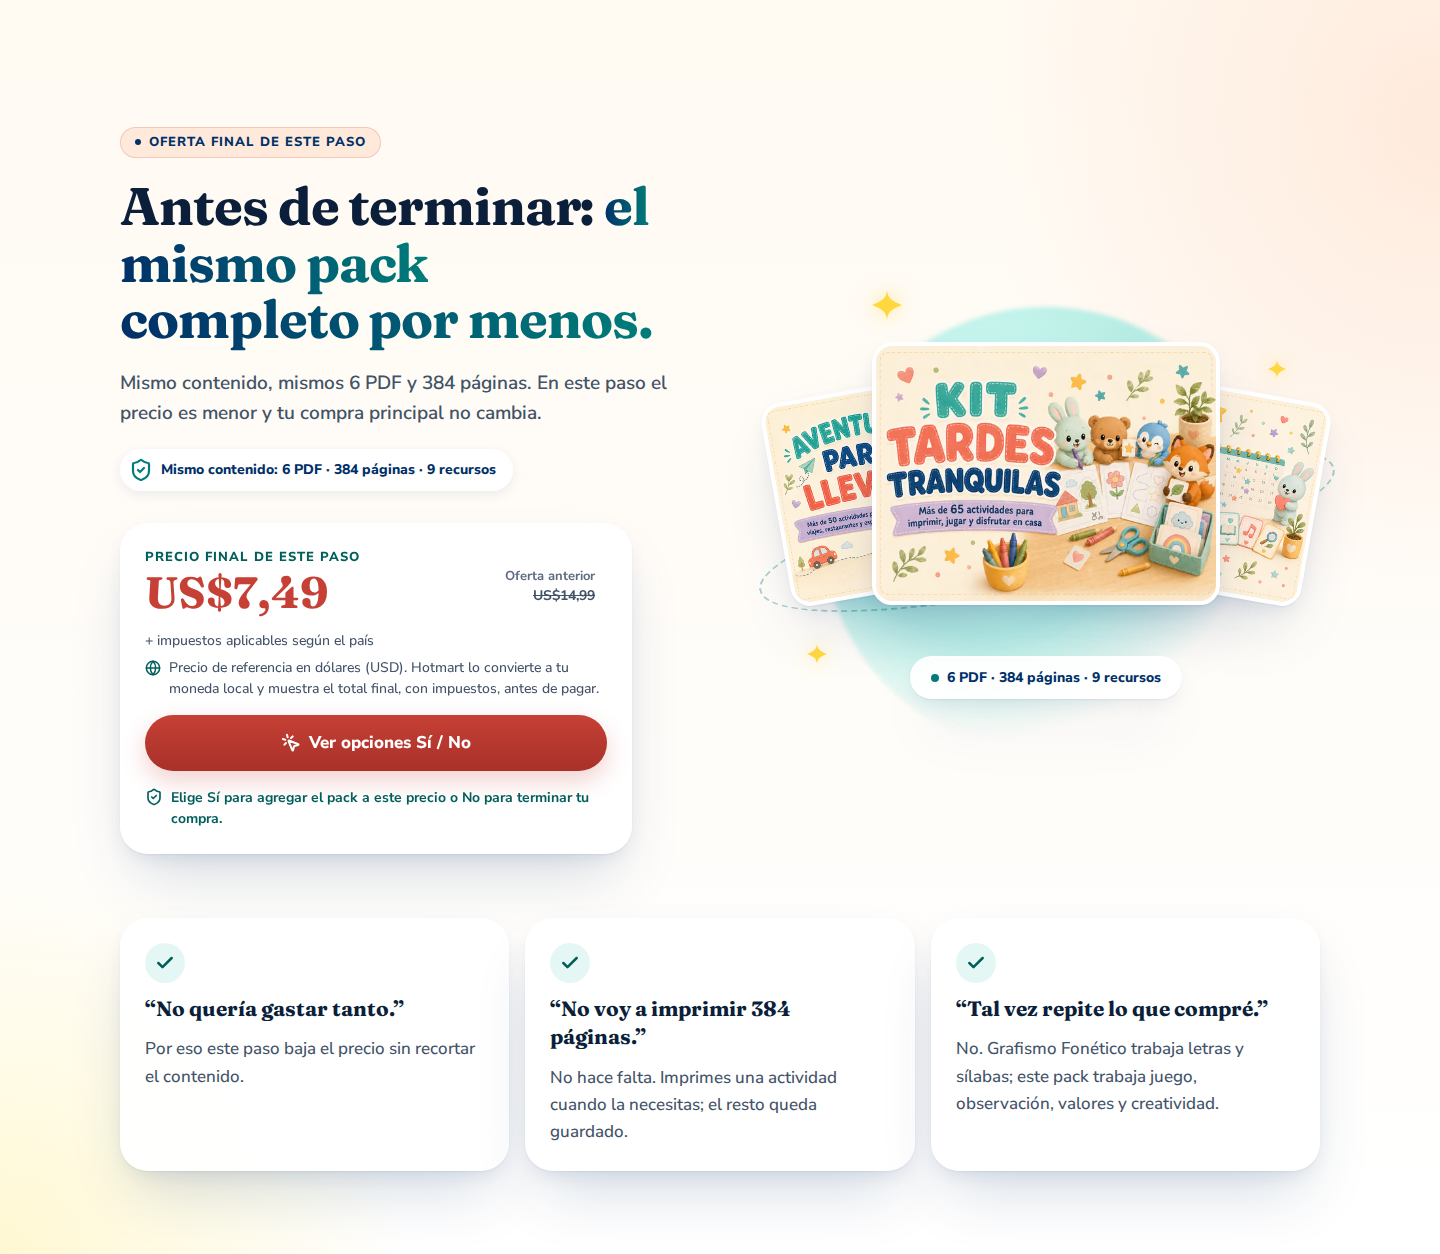 OFERTA FINAL DE ESTE PASO
Antes de terminar: el
mismo pack
completo por menos.
Mismo contenido, mismos 6 PDF y 384 páginas. En este paso el
precio es menor y tu compra principal no cambia.
Mismo contenido: 6 PDF · 384 páginas · 9 recursos
PRECIO FINAL DE ESTE PASO
US$7,49
Oferta anterior
US$14,99
+ impuestos aplicables según el país
Precio de referencia en dólares (USD). Hotmart lo convierte a tu
moneda local y muestra el total final, con impuestos, antes de pagar.
Ver opciones Sí / No
Elige Sí para agregar el pack a este precio o No para terminar tu
compra.
KIT
TARDES
TRANQUILAS
Más de 65 actividades para
imprimir, jugar y disfrutar en casa
Más de 50 actividades
viajes, restaurantes y
6 PDF · 384 páginas · 9 recursos
“No quería gastar tanto.”
Por eso este paso baja el precio sin recortar
el contenido.
“No voy a imprimir 384
páginas.”
No hace falta. Imprimes una actividad
cuando la necesitas; el resto queda
guardado.
“Tal vez repite lo que compré.”
No. Grafismo Fonético trabaja letras y
sílabas; este pack trabaja juego,
observación, valores y creatividad.